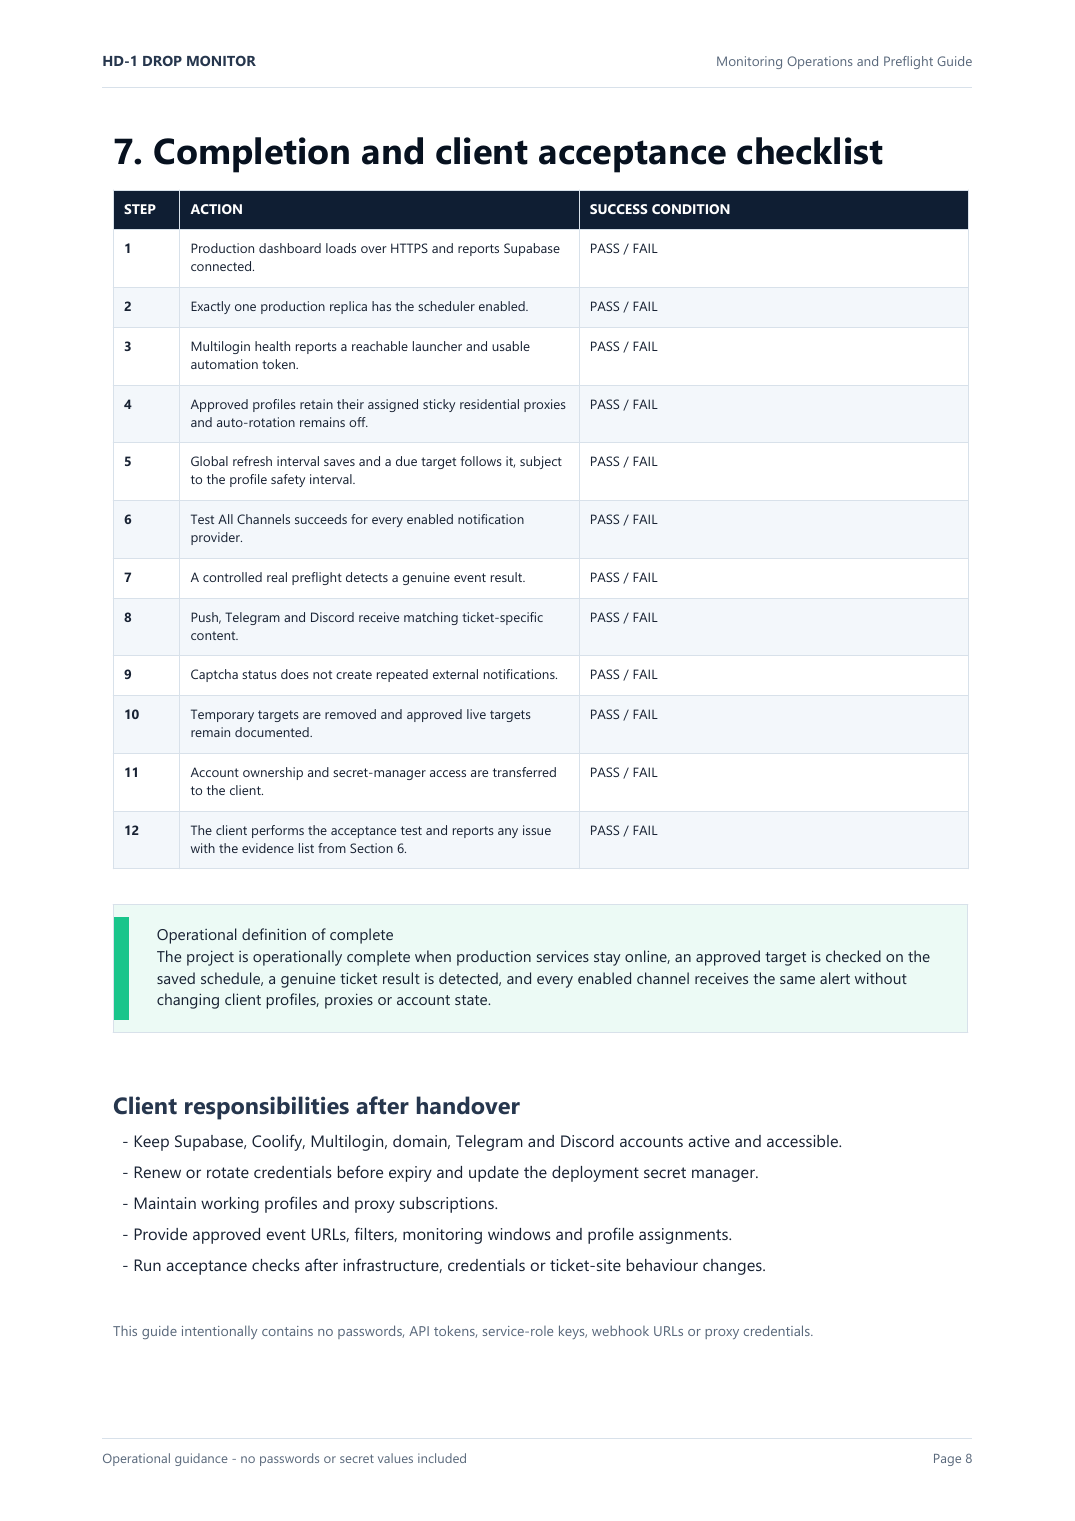 HD-1 DROP MONITOR
Monitoring Operations and Preflight Guide
7. Completion and client acceptance checklist
STEP ACTION SUCCESS CONDITION
1 Production dashboard loads over HTTPS and reports Supabase PASS / FAIL
connected.
2 Exactly one production replica has the scheduler enabled. PASS / FAIL
3 Multilogin health reports a reachable launcher and usable PASS / FAIL
automation token.
4 Approved profiles retain their assigned sticky residential proxies PASS / FAIL
and auto-rotation remains off.
5 Global refresh interval saves and a due target follows it, subject PASS / FAIL
to the profile safety interval.
6 Test All Channels succeeds for every enabled notification PASS / FAIL
provider.
7 A controlled real preflight detects a genuine event result. PASS / FAIL
8 Push, Telegram and Discord receive matching ticket-specific PASS / FAIL
content.
9 Captcha status does not create repeated external notifications. PASS / FAIL
10 Temporary targets are removed and approved live targets PASS / FAIL
remain documented.
11 Account ownership and secret-manager access are transferred PASS / FAIL
to the client.
12 The client performs the acceptance test and reports any issue PASS / FAIL
with the evidence list from Section 6.
Operational definition of complete
The project is operationally complete when production services stay online, an approved target is checked on the
saved schedule, a genuine ticket result is detected, and every enabled channel receives the same alert without
changing client profiles, proxies or account state.
Client responsibilities after handover
- Keep Supabase, Coolify, Multilogin, domain, Telegram and Discord accounts active and accessible.
- Renew or rotate credentials before expiry and update the deployment secret manager.
- Maintain working profiles and proxy subscriptions.
- Provide approved event URLs, filters, monitoring windows and profile assignments.
- Run acceptance checks after infrastructure, credentials or ticket-site behaviour changes.
This guide intentionally contains no passwords, API tokens, service-role keys, webhook URLs or proxy credentials.
Operational guidance - no passwords or secret values included
Page 8